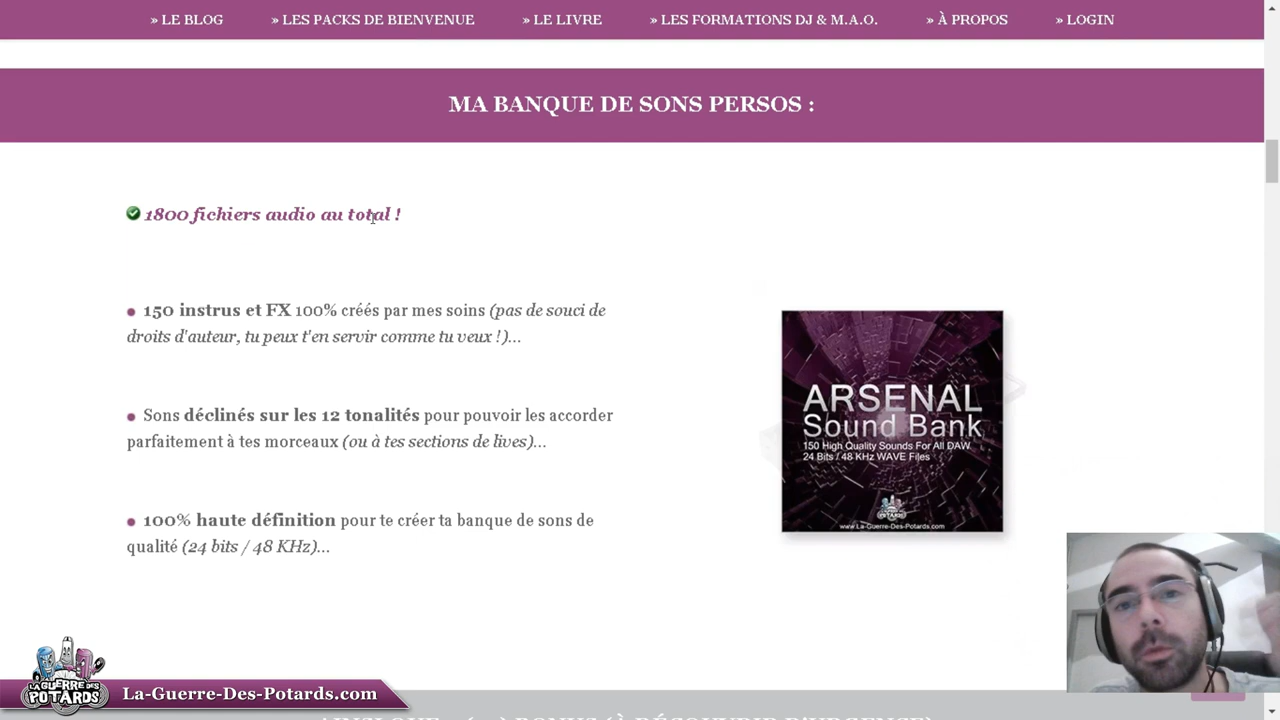 » LE BLOG » LES PACKS DE BIENVENUE » LE LIVRE » LES FORMATIONS DJ & M.A.O. » À PROPOS » LOGIN
MA BANQUE DE SONS PERSOS :
1800 fichiers audio au total !
150 instrus et FX 100% créés par mes soins (pas de souci de
droits d'auteur, tu peux t'en servir comme tu veux !)...
Sons déclinés sur les 12 tonalités pour pouvoir les accorder
parfaitement à tes morceaux (ou à tes sections de lives)...
100% haute définition pour te créer ta banque de sons de
qualité (24 bits / 48 KHz)...
ARSENAL
Sound Bank
150 High Quality Sounds For All DAW
24 Bits / 48 KHz WAVE Files
LA GUERRE DES
POTARDS
www.La-Guerre-Des-Potards.com
LA GUERRE DES
POTARDS
La-Guerre-Des-Potards.com